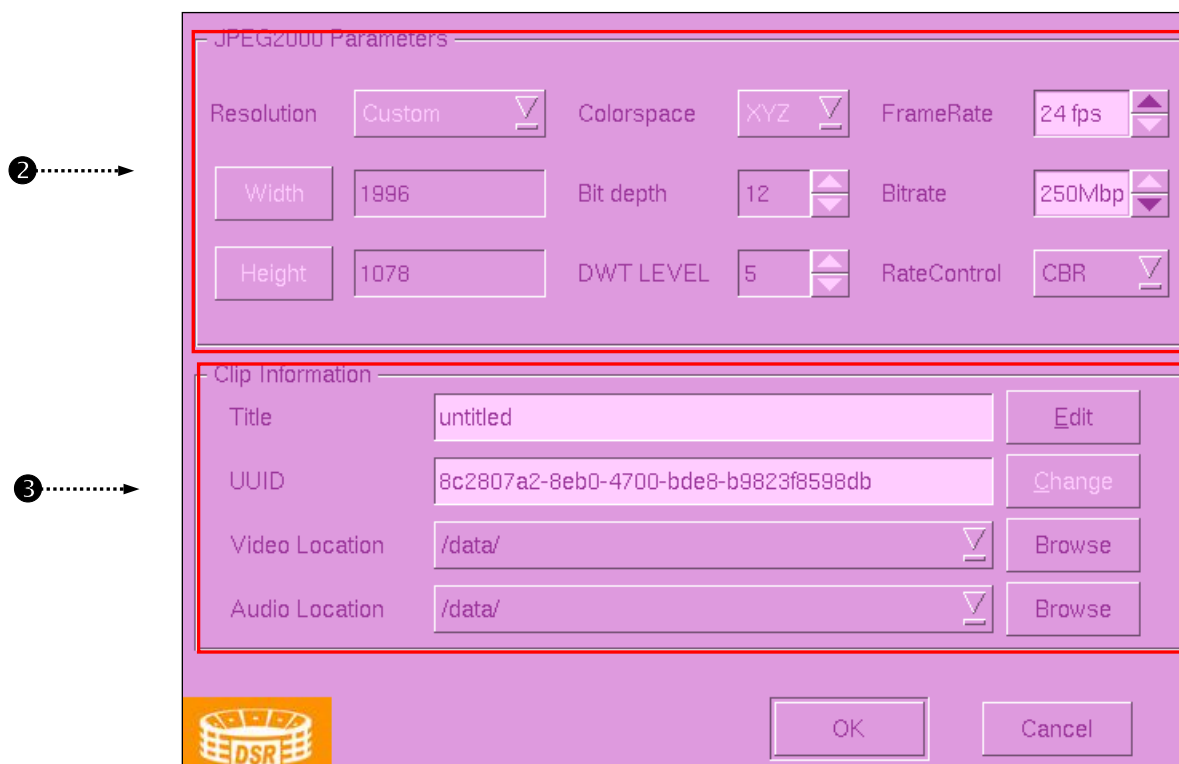 JPEG2000 Parameters
Resolution Custom Colorspace XYZ FrameRate 24 fps
❷
Width 1996 Bit depth 12 Bitrate 250Mbp
Height 1078 DWT LEVEL 5 RateControl CBR
Clip Information
Title untitled Edit
❸
UUID 8c2807a2-8eb0-4700-bde8-b9823f8598db Change
Video Location /data/ Browse
Audio Location /data/ Browse
DSR
OK Cancel